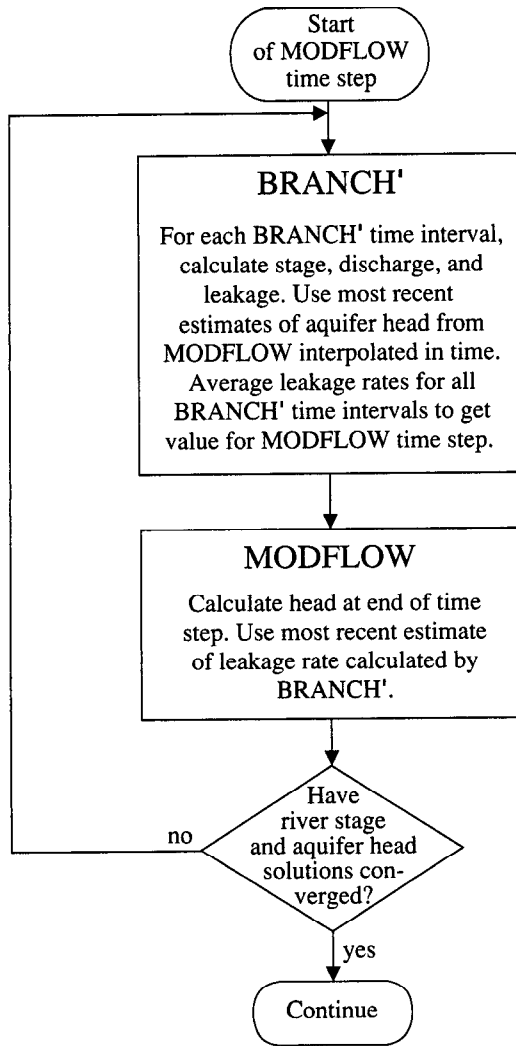 Start
of MODFLOW
time step
BRANCH'
For each BRANCH' time interval,
calculate stage, discharge, and
leakage. Use most recent
estimates of aquifer head from
MODFLOW interpolated in time.
Average leakage rates for all
BRANCH' time intervals to get
value for MODFLOW time step.
MODFLOW
Calculate head at end of time
step. Use most recent estimate
of leakage rate calculated by
BRANCH'.
Have
river stage
and aquifer head
solutions con-
verged?
no
yes
Continue